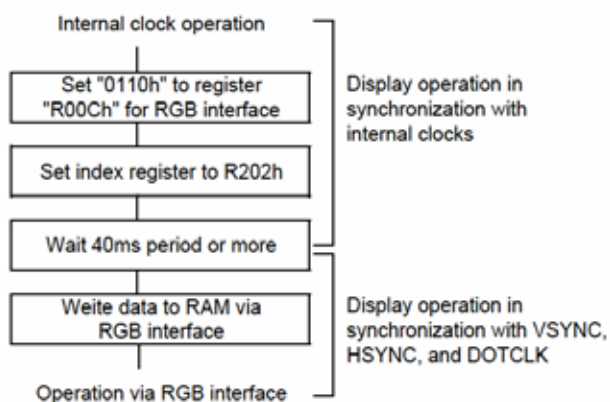 Internal clock operation
Set "0110h" to register
"R00Ch" for RGB interface
Display operation in
synchronization with
internal clocks
Set index register to R202h
Wait 40ms period or more
Weite data to RAM via
RGB interface
Display operation in
synchronization with VSYNC,
HSYNC, and DOTCLK
Operation via RGB interface